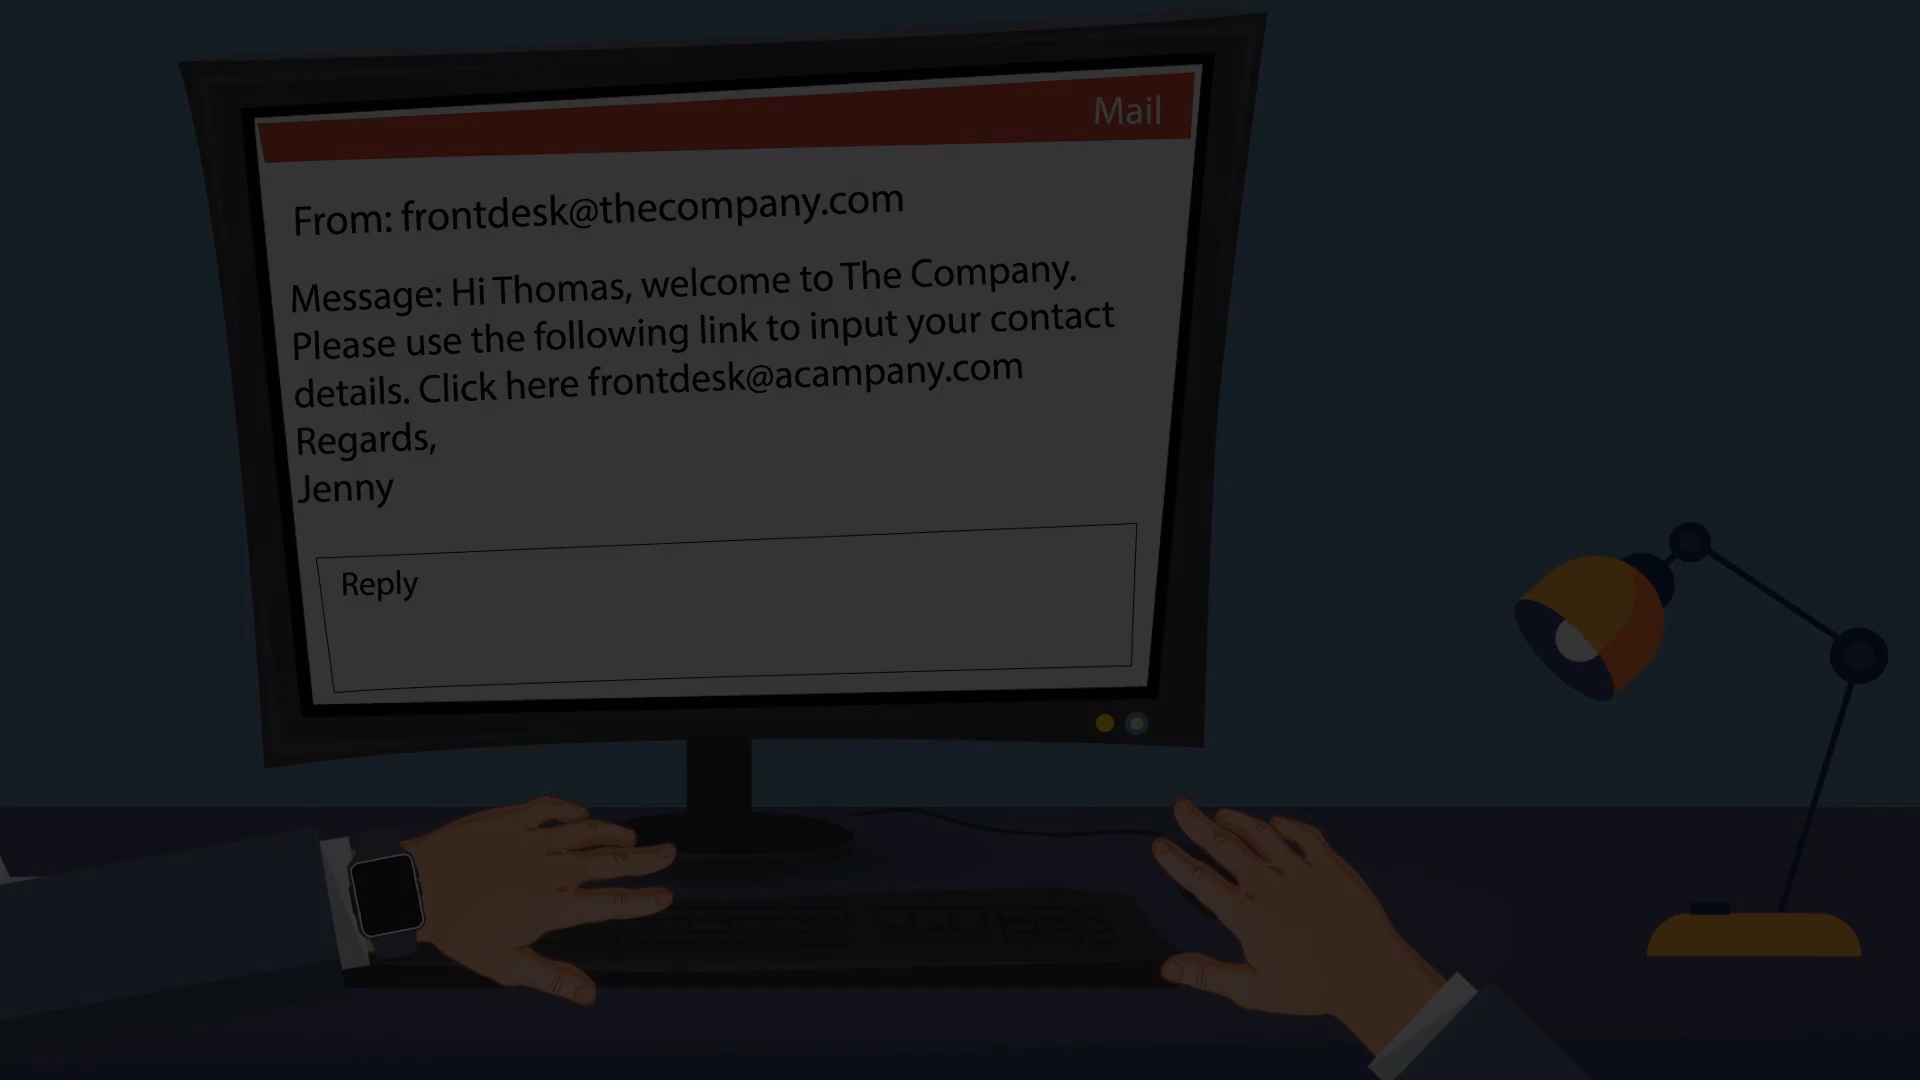 Mail
From: frontdesk@thecompany.com
Message: Hi Thomas, welcome to The Company.
Please use the following link to input your contact
details. Click here frontdesk@acampany.com
Regards,
Jenny
Reply